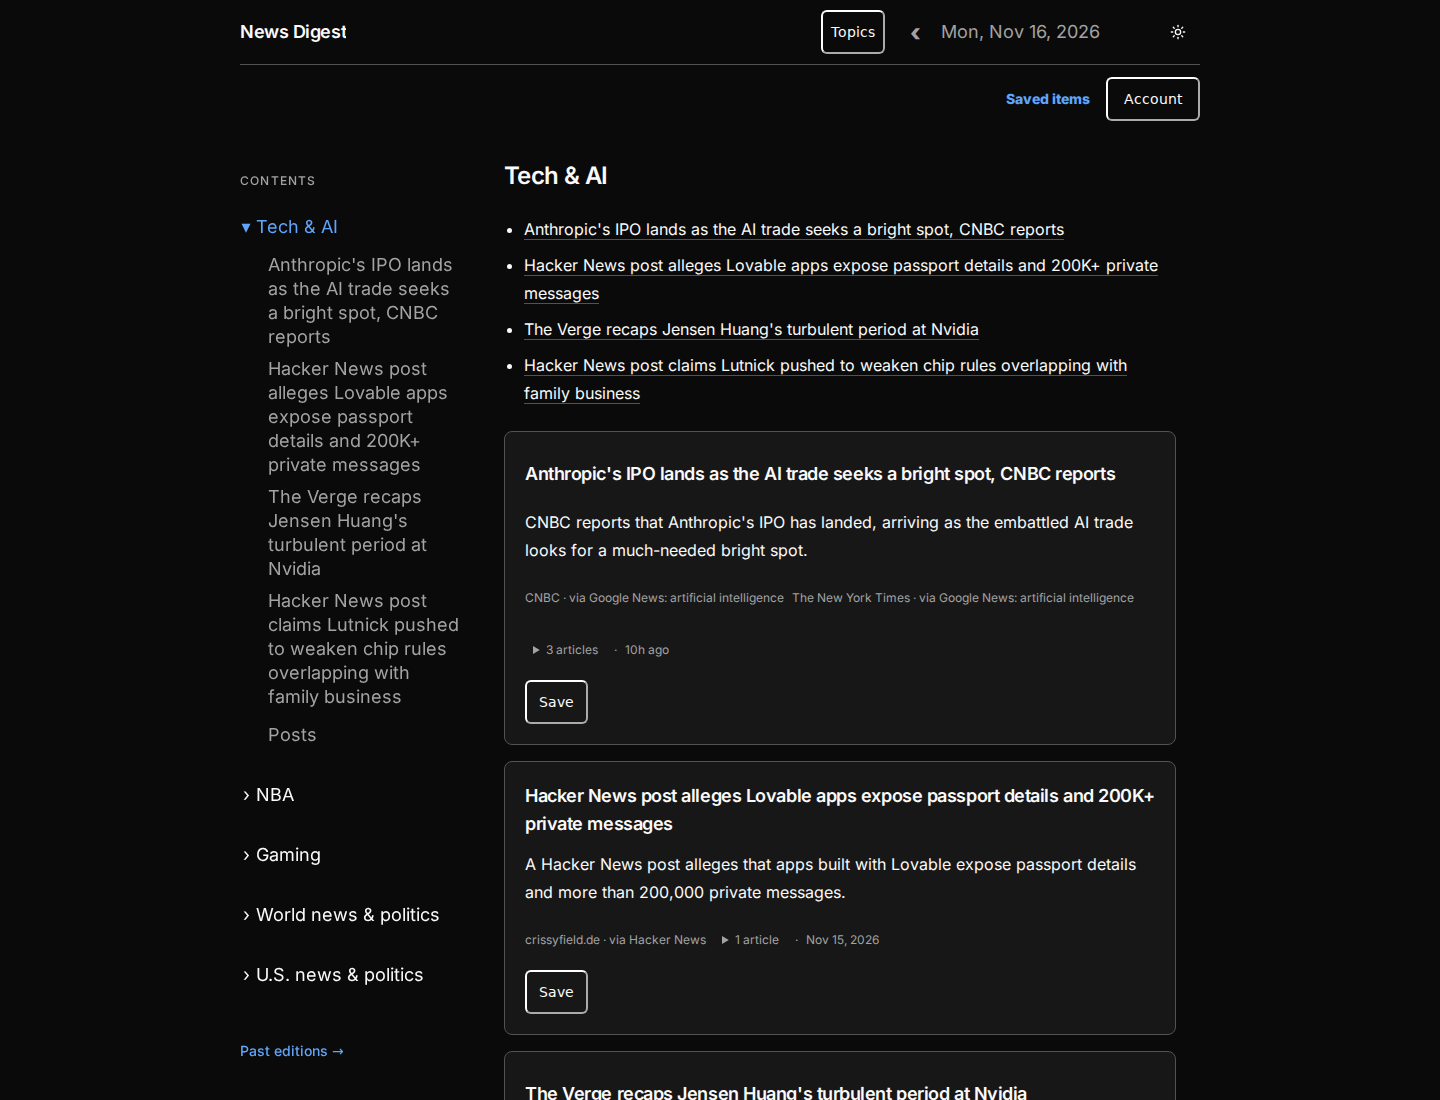 News Digest
Topics
‹
Mon, Nov 16, 2026
Saved items
Account
CONTENTS
▾ Tech & AI
Anthropic's IPO lands
as the AI trade seeks
a bright spot, CNBC
reports
Hacker News post
alleges Lovable apps
expose passport
details and 200K+
private messages
The Verge recaps
Jensen Huang's
turbulent period at
Nvidia
Hacker News post
claims Lutnick pushed
to weaken chip rules
overlapping with
family business
Posts
› NBA
› Gaming
› World news & politics
› U.S. news & politics
Past editions →
Tech & AI
• Anthropic's IPO lands as the AI trade seeks a bright spot, CNBC reports
• Hacker News post alleges Lovable apps expose passport details and 200K+ private
messages
• The Verge recaps Jensen Huang's turbulent period at Nvidia
• Hacker News post claims Lutnick pushed to weaken chip rules overlapping with
family business
Anthropic's IPO lands as the AI trade seeks a bright spot, CNBC reports
CNBC reports that Anthropic's IPO has landed, arriving as the embattled AI trade
looks for a much-needed bright spot.
CNBC · via Google News: artificial intelligence The New York Times · via Google News: artificial intelligence
▶ 3 articles · 10h ago
Save
Hacker News post alleges Lovable apps expose passport details and 200K+
private messages
A Hacker News post alleges that apps built with Lovable expose passport details
and more than 200,000 private messages.
crissyfield.de · via Hacker News ▶ 1 article · Nov 15, 2026
Save
The Verge recaps Jensen Huang's turbulent period at Nvidia